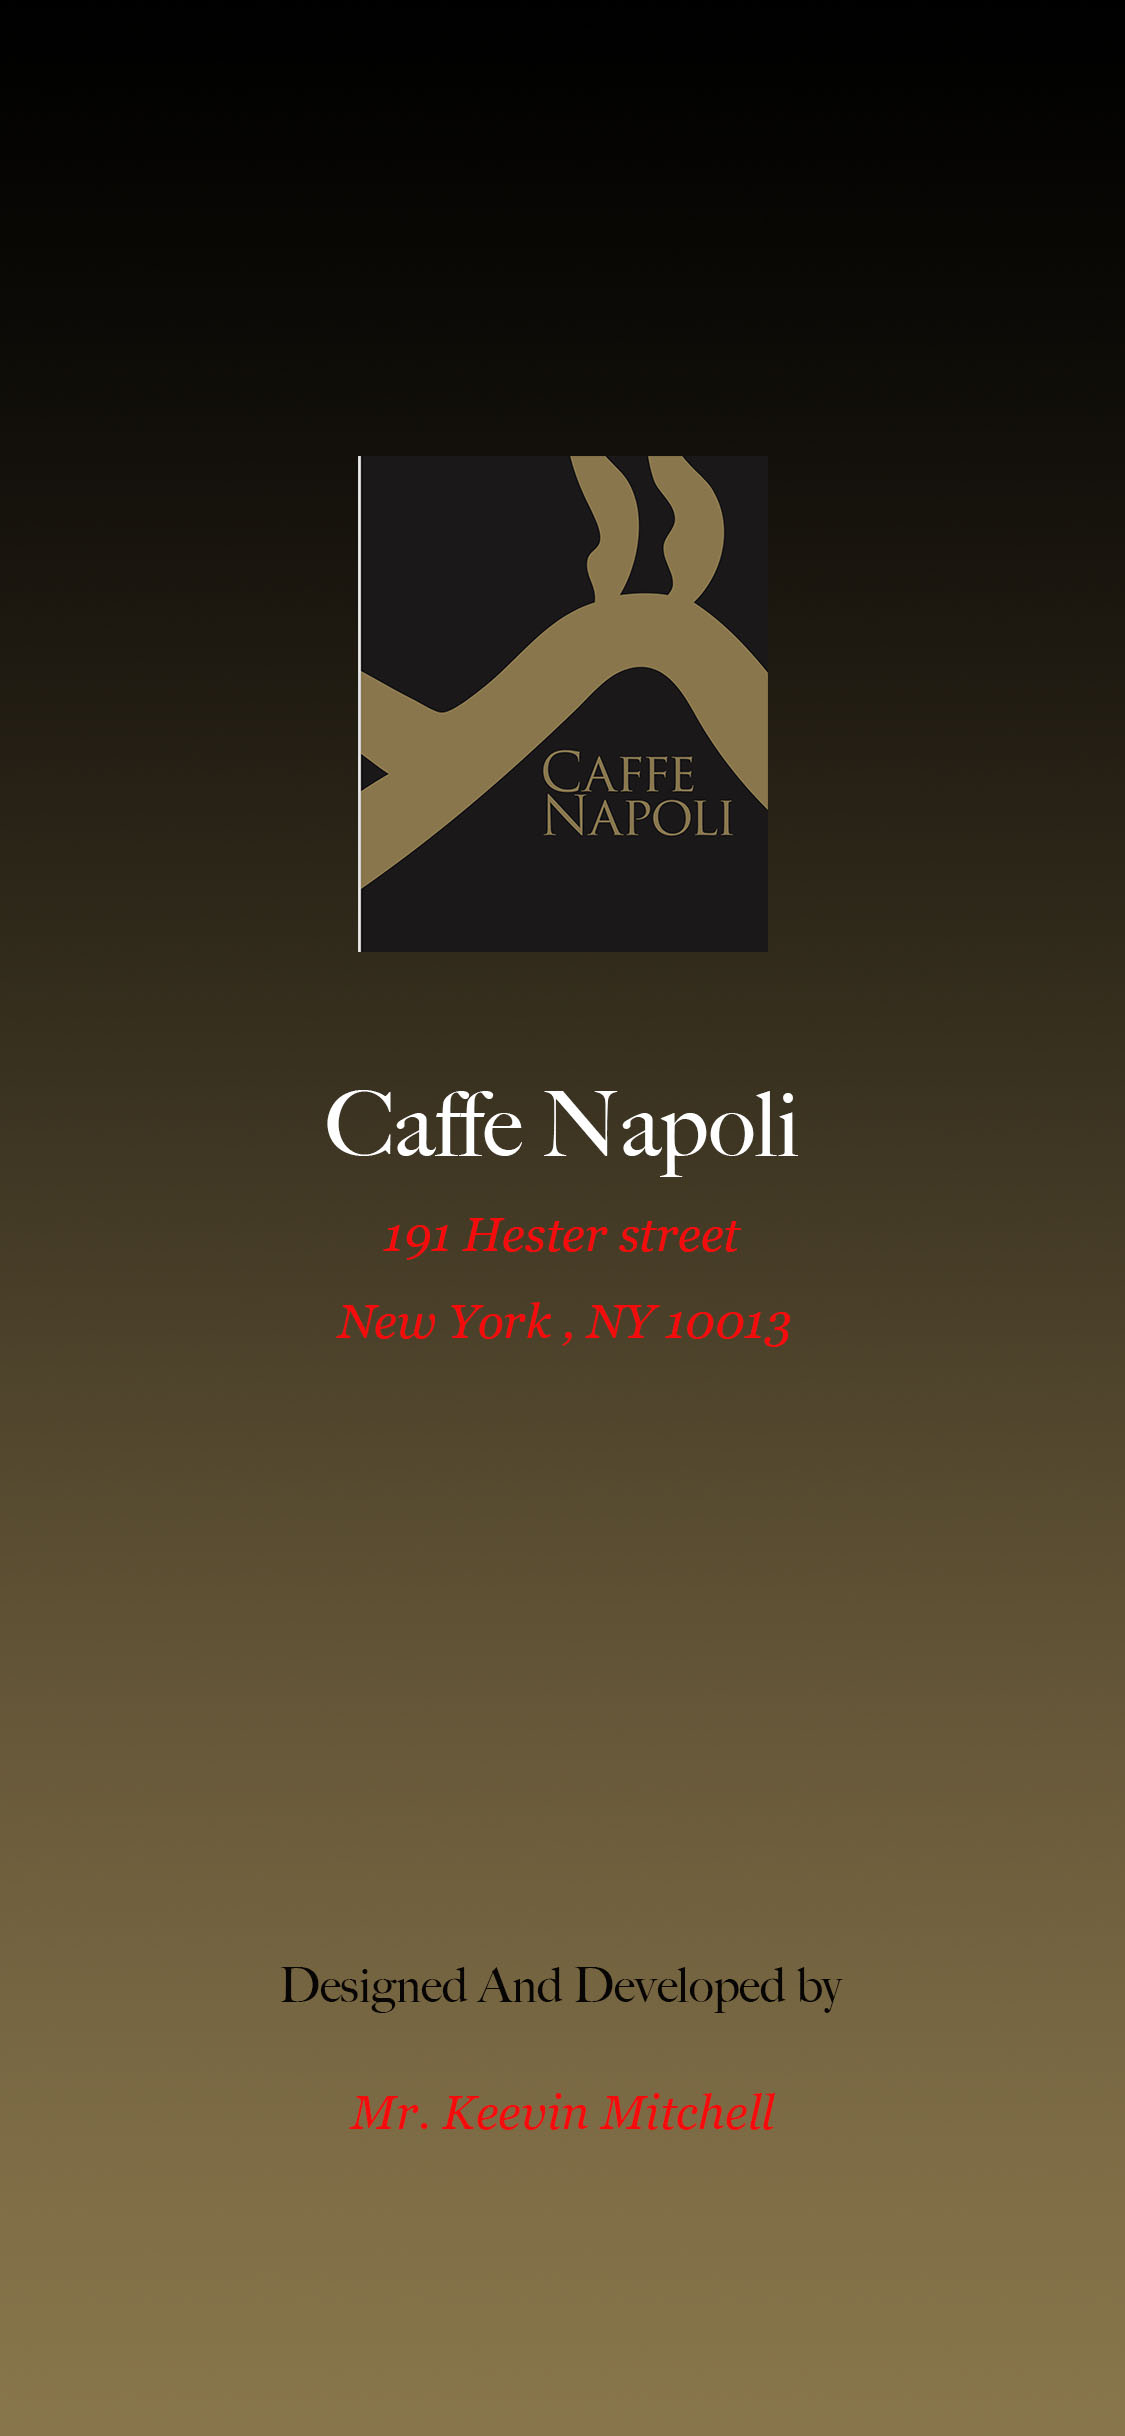 CAFFE
NAPOLI
Caffe Napoli
191 Hester street
New York , NY 10013
Designed And Developed by
Mr. Keevin Mitchell